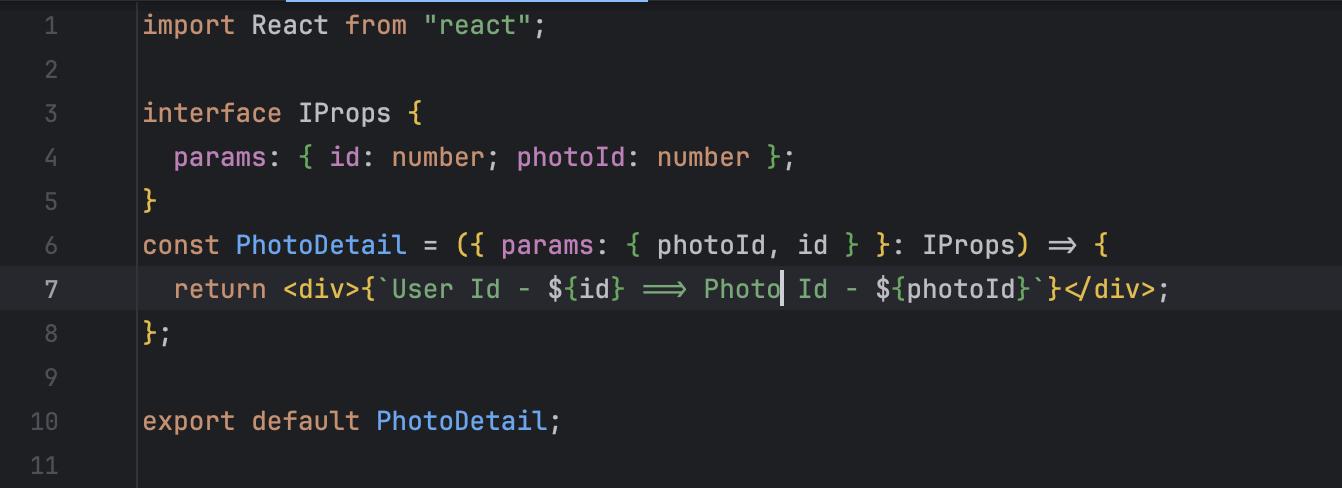 1 import React from "react";
2
3 interface IProps {
4   params: { id: number; photoId: number };
5 }
6 const PhotoDetail = ({ params: { photoId, id } }: IProps) => {
7   return <div>{`User Id - ${id} ==> Photo Id - ${photoId}`}</div>;
8 };
9
10 export default PhotoDetail;
11